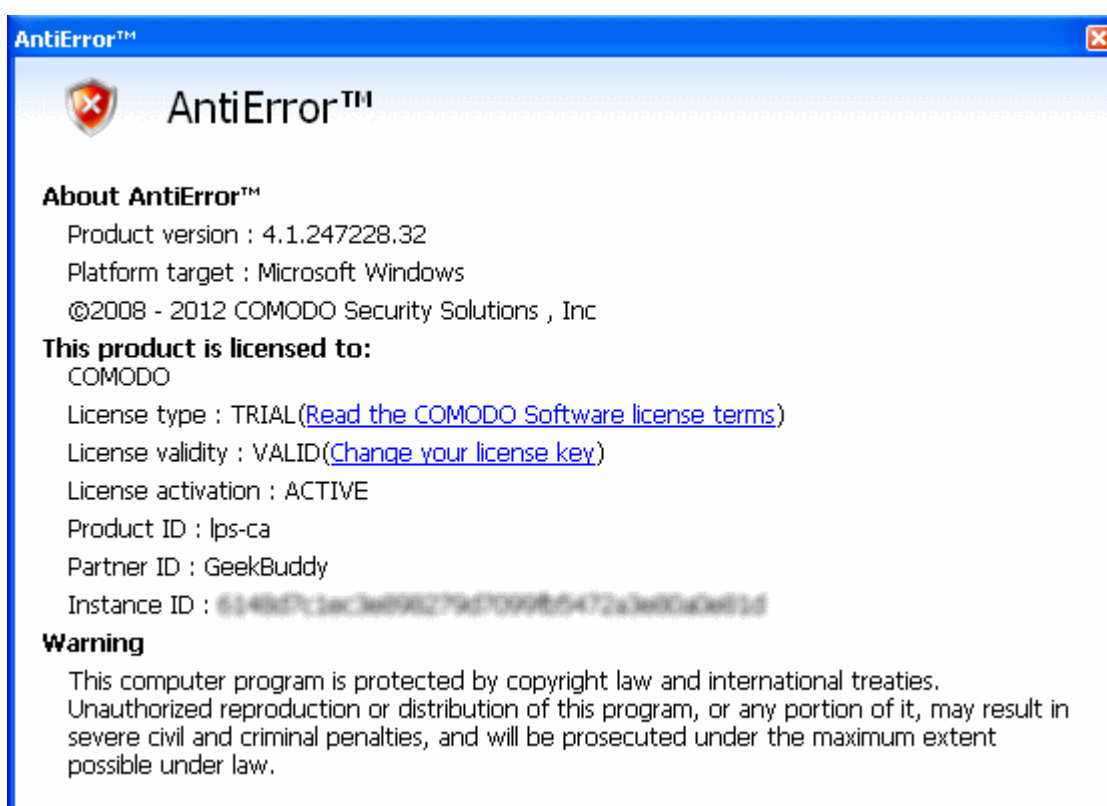 AntiError™
AntiError™
About AntiError™
Product version : 4.1.247228.32
Platform target : Microsoft Windows
©2008 - 2012 COMODO Security Solutions , Inc
This product is licensed to:
COMODO
License type : TRIAL(Read the COMODO Software license terms)
License validity : VALID(Change your license key)
License activation : ACTIVE
Product ID : lps-ca
Partner ID : GeekBuddy
Instance ID :
Warning
This computer program is protected by copyright law and international treaties.
Unauthorized reproduction or distribution of this program, or any portion of it, may result in
severe civil and criminal penalties, and will be prosecuted under the maximum extent
possible under law.